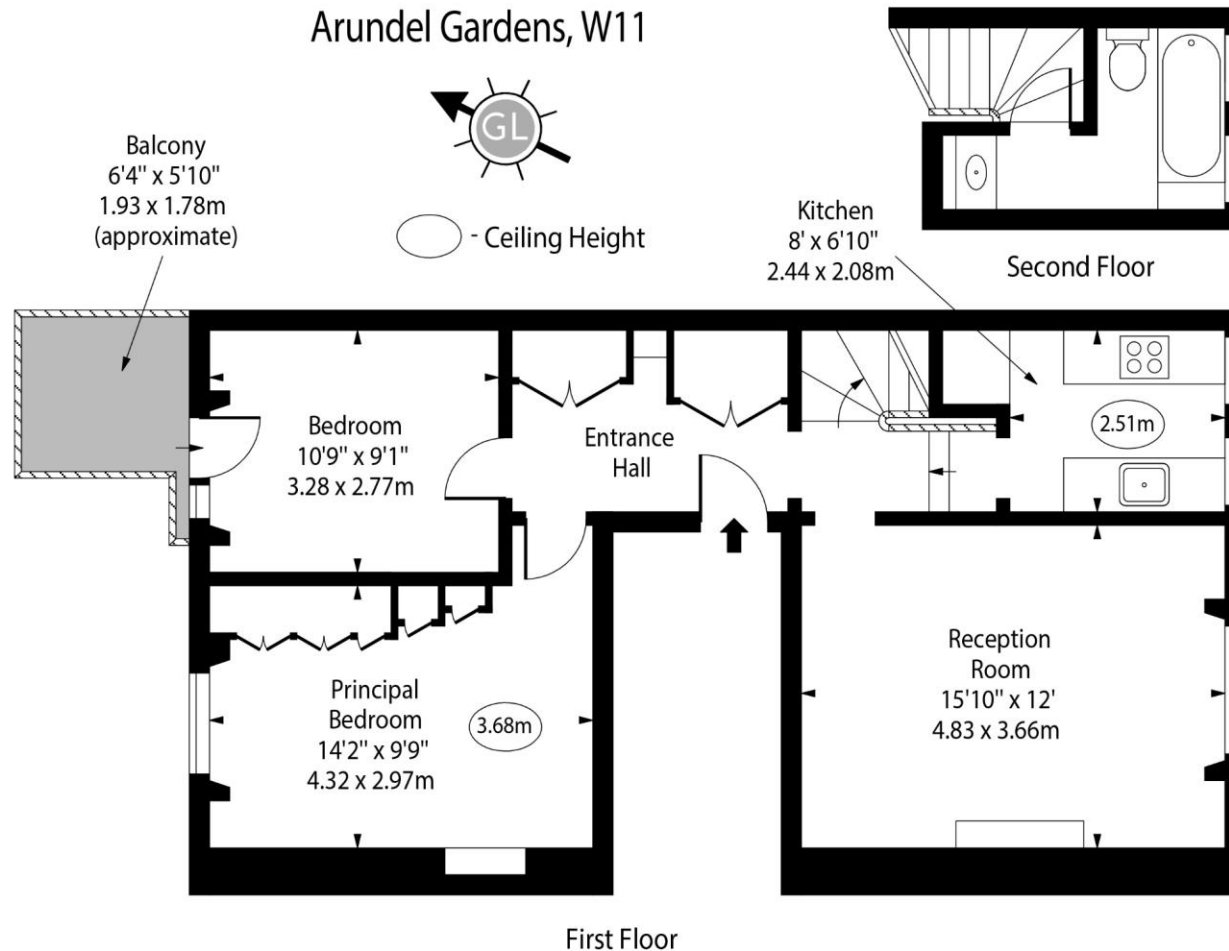 Arundel Gardens, W11
GL
Balcony
6'4" x 5'10"
1.93 x 1.78m
(approximate)
- Ceiling Height
Kitchen
8' x 6'10"
2.44 x 2.08m
Second Floor
Bedroom
10'9" x 9'1"
3.28 x 2.77m
Entrance
Hall
2.51m
Principal
Bedroom
14'2" x 9'9"
4.32 x 2.97m
3.68m
Reception
Room
15'10" x 12'
4.83 x 3.66m
First Floor